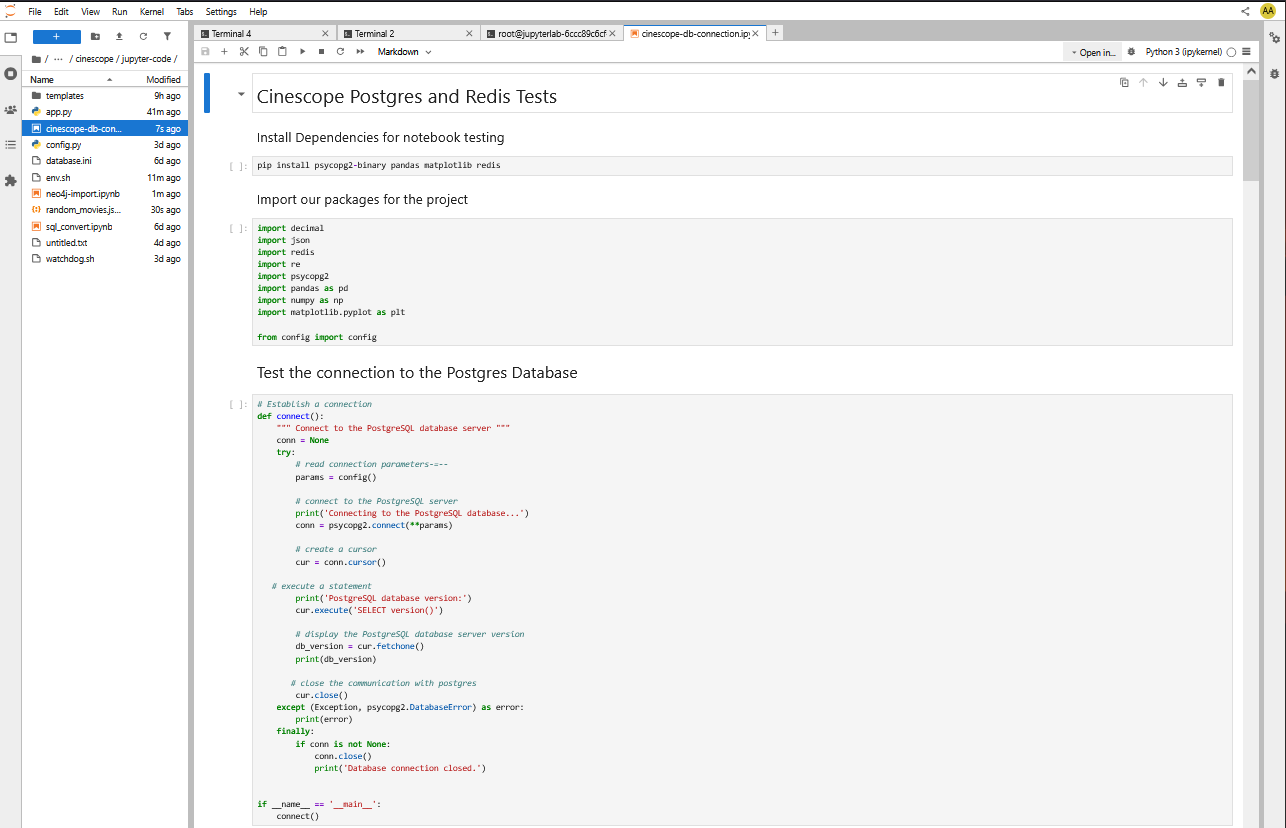 File Edit View Run Kernel Tabs Settings Help
AA
Terminal 4
Terminal 2
root@jupyterlab-6ccc89c6cf
cinescope-db-connection.ipy
Markdown
Open in...
Python 3 (ipykernel)
/ ··· / cinescope / jupyter-code /
Name Modified
templates 9h ago
app.py 41m ago
cinescope-db-con... 7s ago
config.py 3d ago
database.ini 6d ago
env.sh 11m ago
neo4j-import.ipynb 1m ago
random_movies.js... 30s ago
sql_convert.ipynb 6d ago
untitled.txt 4d ago
watchdog.sh 3d ago
Cinescope Postgres and Redis Tests
Install Dependencies for notebook testing
[ ]: pip install psycopg2-binary pandas matplotlib redis
Import our packages for the project
[ ]: import decimal
import json
import redis
import re
import psycopg2
import pandas as pd
import numpy as np
import matplotlib.pyplot as plt
from config import config
Test the connection to the Postgres Database
[ ]: # Establish a connection
def connect():
""" Connect to the PostgreSQL database server """
conn = None
try:
# read connection parameters-=--
params = config()
# connect to the PostgreSQL server
print('Connecting to the PostgreSQL database...')
conn = psycopg2.connect(**params)
# create a cursor
cur = conn.cursor()
# execute a statement
print('PostgreSQL database version:')
cur.execute('SELECT version()')
# display the PostgreSQL database server version
db_version = cur.fetchone()
print(db_version)
# close the communication with postgres
cur.close()
except (Exception, psycopg2.DatabaseError) as error:
print(error)
finally:
if conn is not None:
conn.close()
print('Database connection closed.')
if __name__ == '__main__':
connect()